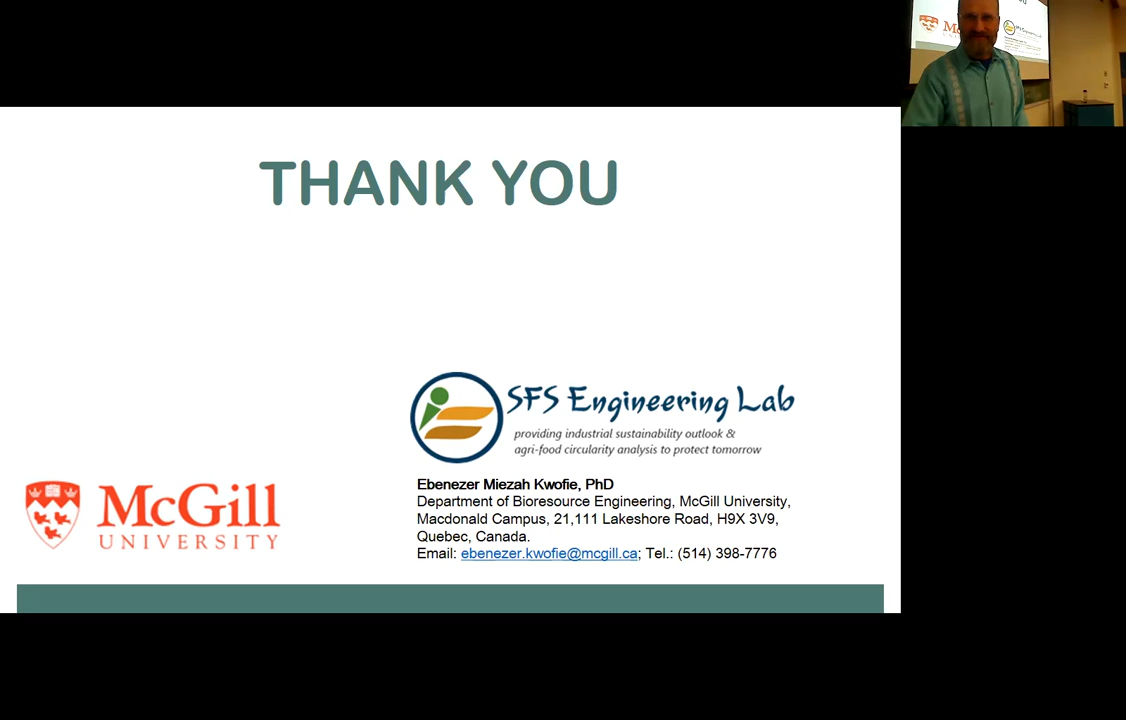 THANK YOU
SFS Engineering Lab
providing industrial sustainability outlook &
agri-food circularity analysis to protect tomorrow
Ebenezer Miezah Kwofie, PhD
Department of Bioresource Engineering, McGill University,
Macdonald Campus, 21,111 Lakeshore Road, H9X 3V9,
Quebec, Canada.
Email: ebenezer.kwofie@mcgill.ca; Tel.: (514) 398-7776
McGill
UNIVERSITY